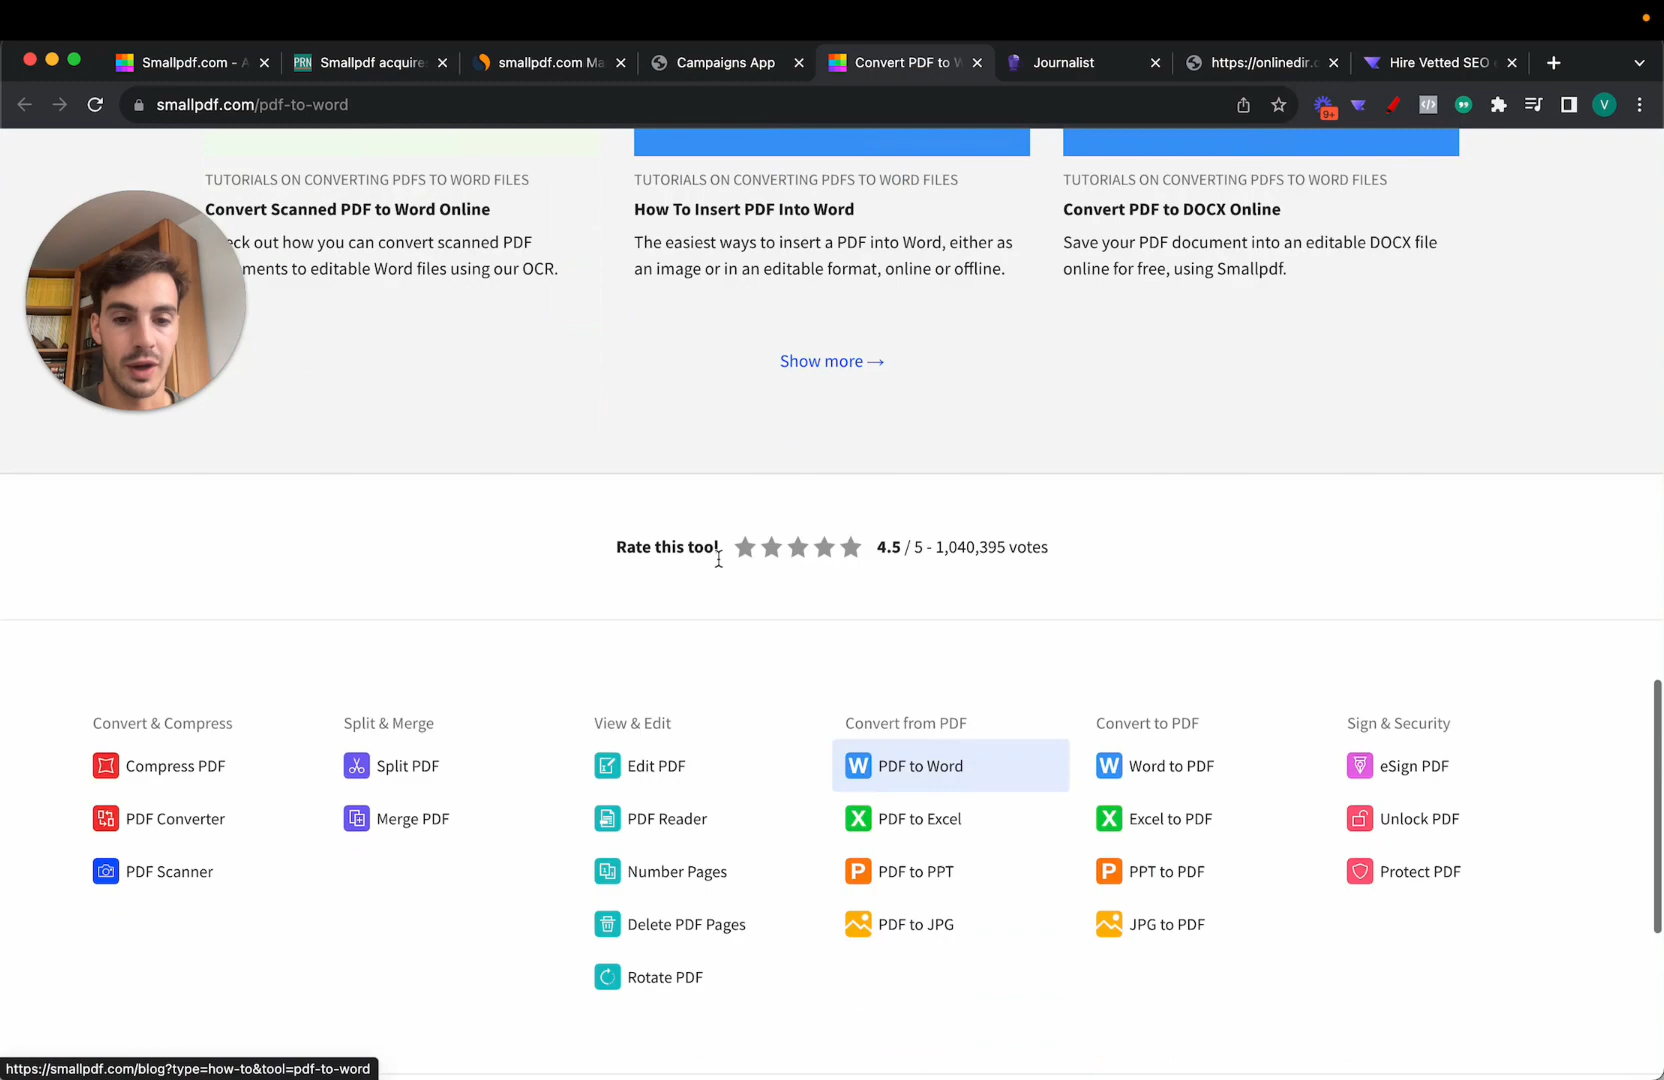 Smallpdf.com - A
Smallpdf acquire
smallpdf.com Ma
Campaigns App
Convert PDF to W
Journalist
https://onlinedir.
Hire Vetted SEO
smallpdf.com/pdf-to-word
9+
V
TUTORIALS ON CONVERTING PDFS TO WORD FILES
Convert Scanned PDF to Word Online
eck out how you can convert scanned PDF
ments to editable Word files using our OCR.
TUTORIALS ON CONVERTING PDFS TO WORD FILES
How To Insert PDF Into Word
The easiest ways to insert a PDF into Word, either as
an image or in an editable format, online or offline.
TUTORIALS ON CONVERTING PDFS TO WORD FILES
Convert PDF to DOCX Online
Save your PDF document into an editable DOCX file
online for free, using Smallpdf.
Show more →
Rate this tool 4.5 / 5 - 1,040,395 votes
Convert & Compress
Compress PDF
PDF Converter
PDF Scanner
Split & Merge
Split PDF
Merge PDF
View & Edit
Edit PDF
PDF Reader
Number Pages
Delete PDF Pages
Rotate PDF
Convert from PDF
PDF to Word
PDF to Excel
PDF to PPT
PDF to JPG
Convert to PDF
Word to PDF
Excel to PDF
PPT to PDF
JPG to PDF
Sign & Security
eSign PDF
Unlock PDF
Protect PDF
https://smallpdf.com/blog?type=how-to&tool=pdf-to-word